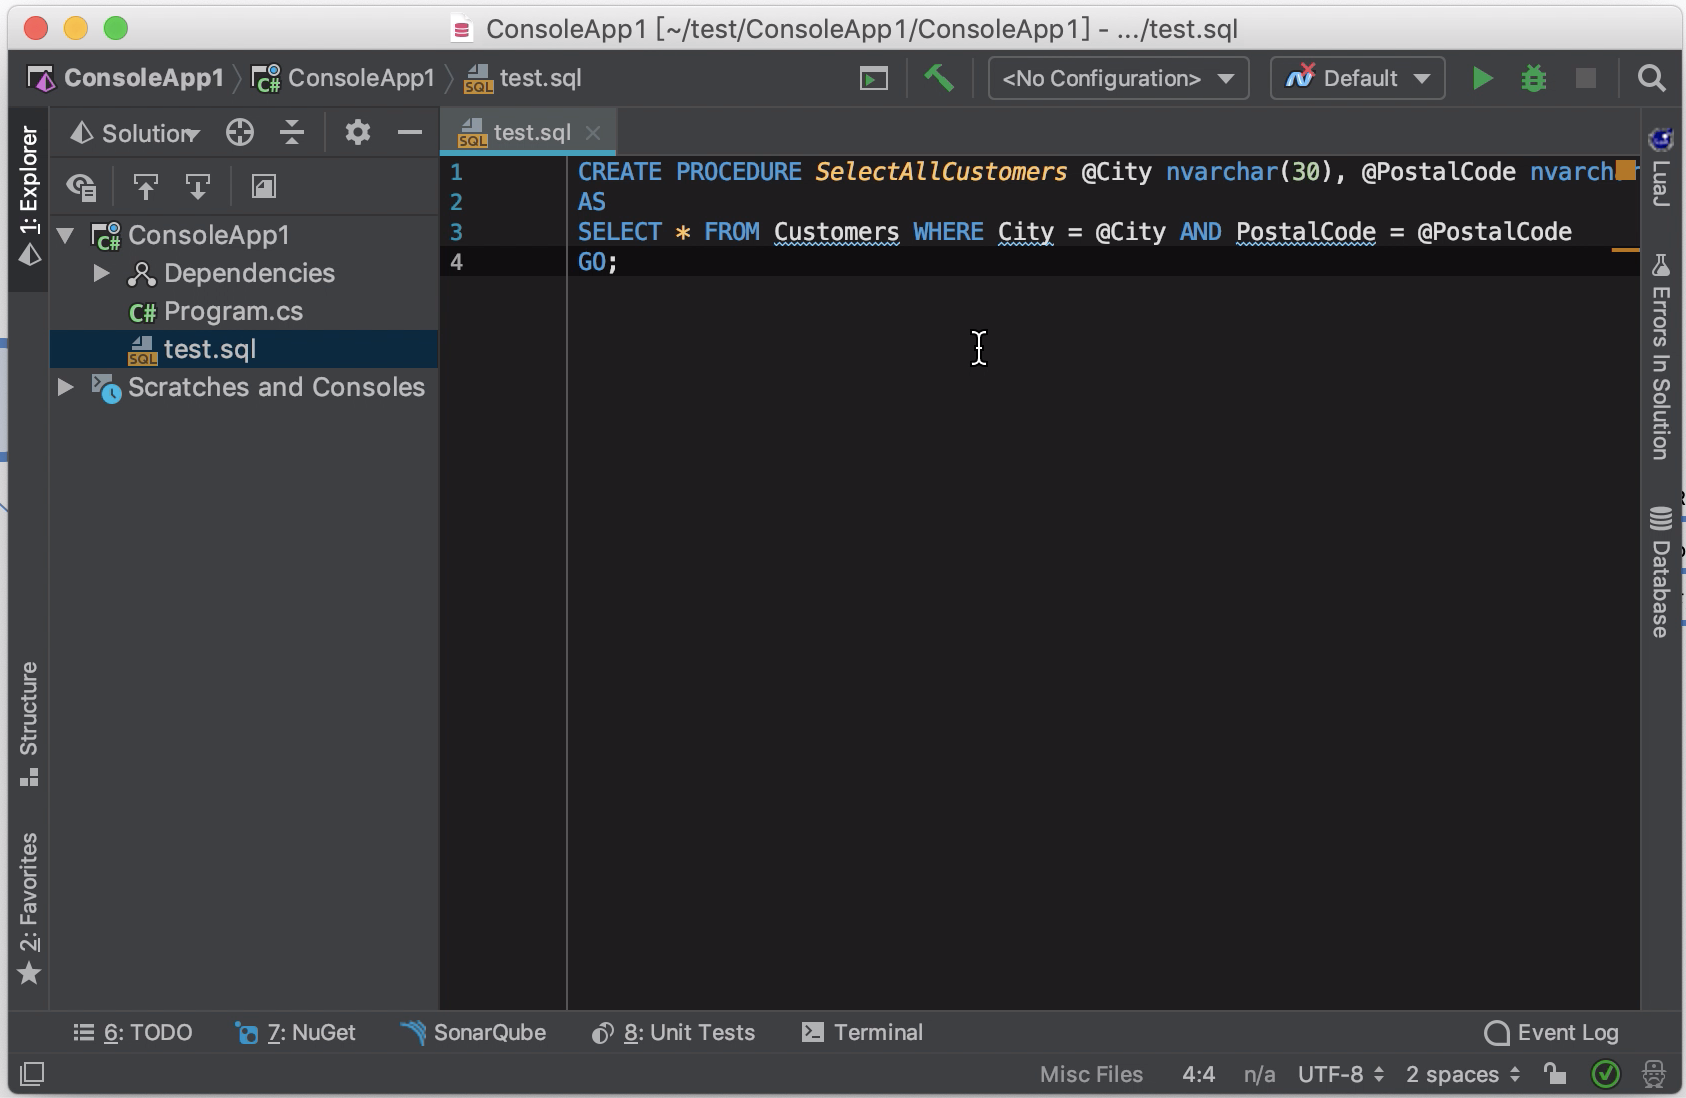 ConsoleApp1 [~/test/ConsoleApp1/ConsoleApp1] - .../test.sql
ConsoleApp1 ConsoleApp1 SQL test.sql <No Configuration> Default
1: Explorer
Structure
2: Favorites
Solution
ConsoleApp1
Dependencies
C# Program.cs
SQL test.sql
Scratches and Consoles
SQL test.sql
1 CREATE PROCEDURE SelectAllCustomers @City nvarchar(30), @PostalCode nvarchar
2 AS
3 SELECT * FROM Customers WHERE City = @City AND PostalCode = @PostalCode
4 GO;
LuaJ
Errors In Solution
Database
6: TODO 7: NuGet SonarQube 8: Unit Tests Terminal Event Log
Misc Files 4:4 n/a UTF-8 2 spaces